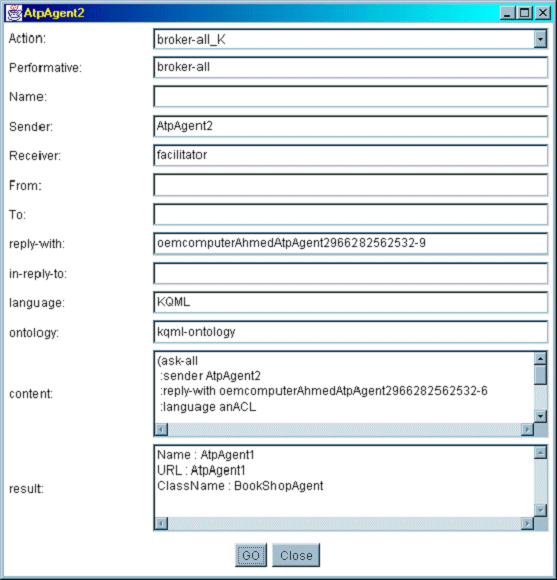 AtpAgent2
Action: broker-all_K
Performative: broker-all
Name:
Sender: AtpAgent2
Receiver: facilitator
From:
To:
reply-with: oemcomputerAhmedAtpAgent2966282562532-9
in-reply-to:
language: KQML
ontology: kqml-ontology
content:
(ask-all
:sender AtpAgent2
:reply-with oemcomputerAhmedAtpAgent2966282562532-6
:language anACL
result:
Name : AtpAgent1
URL : AtpAgent1
ClassName : BookShopAgent
GO Close